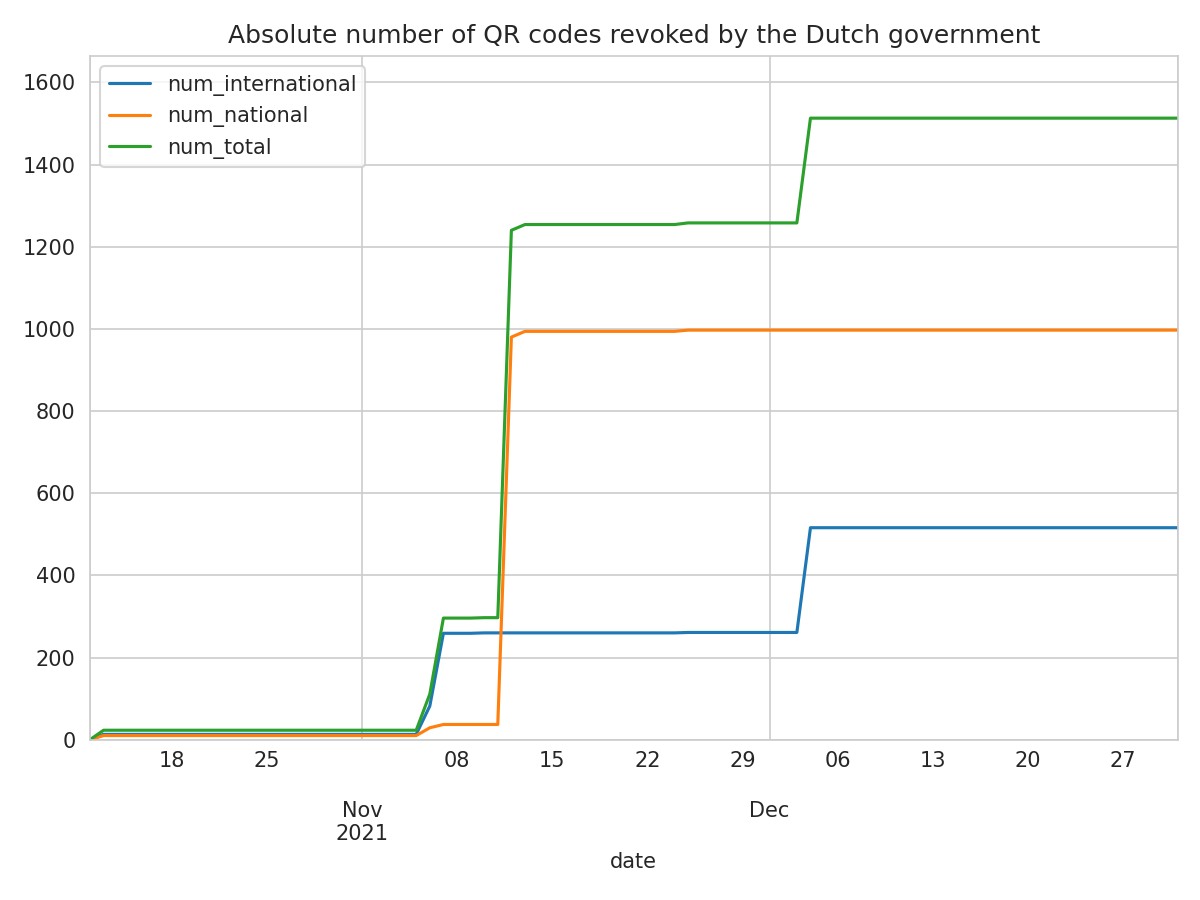 Absolute number of QR codes revoked by the Dutch government
num_international
num_national
num_total
1600
1400
1200
1000
800
600
400
200
0
18 25 08 15 22 29 06 13 20 27
Nov Dec
2021
date